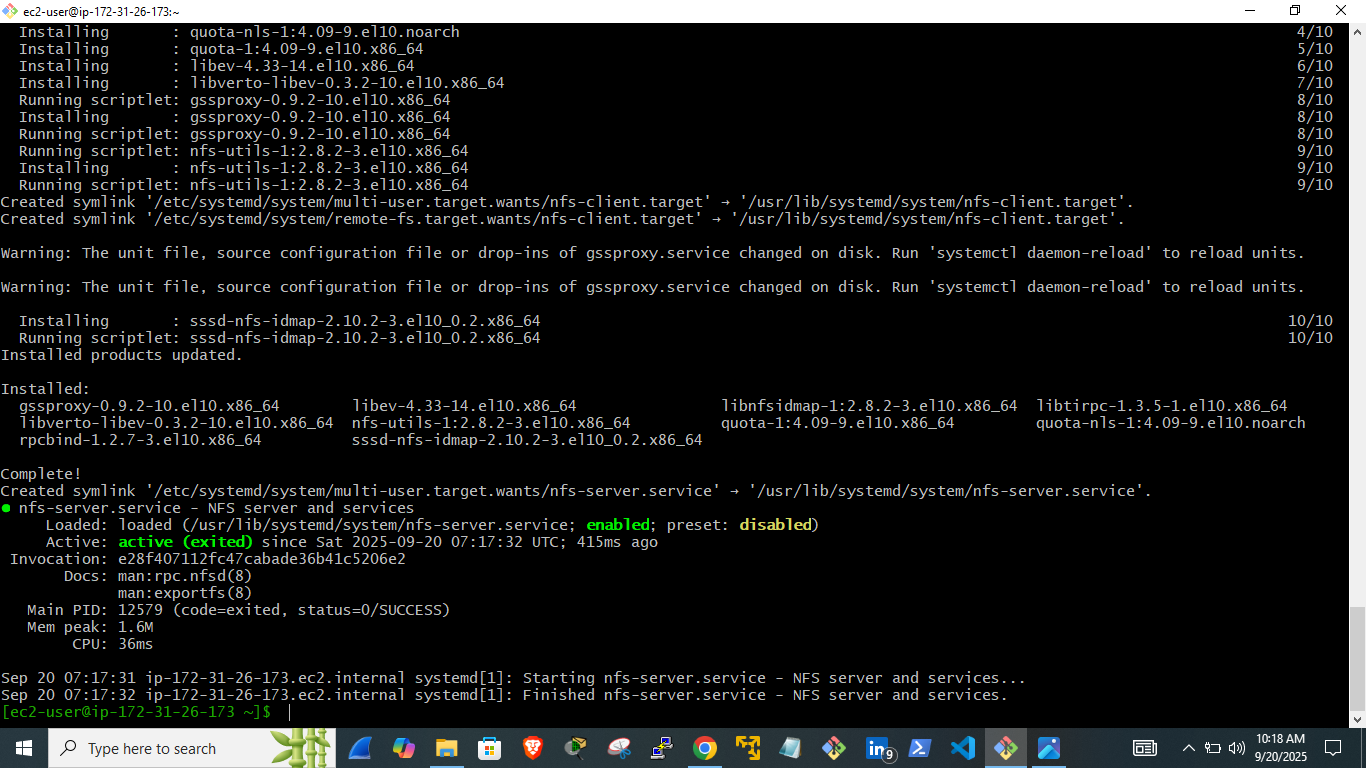 ec2-user@ip-172-31-26-173:~
Installing : quota-nls-1:4.09-9.el10.noarch 4/10
Installing : quota-1:4.09-9.el10.x86_64 5/10
Installing : libev-4.33-14.el10.x86_64 6/10
Installing : libverto-libev-0.3.2-10.el10.x86_64 7/10
Running scriptlet: gssproxy-0.9.2-10.el10.x86_64 8/10
Installing : gssproxy-0.9.2-10.el10.x86_64 8/10
Running scriptlet: gssproxy-0.9.2-10.el10.x86_64 8/10
Running scriptlet: nfs-utils-1:2.8.2-3.el10.x86_64 9/10
Installing : nfs-utils-1:2.8.2-3.el10.x86_64 9/10
Running scriptlet: nfs-utils-1:2.8.2-3.el10.x86_64 9/10
Created symlink '/etc/systemd/system/multi-user.target.wants/nfs-client.target' → '/usr/lib/systemd/system/nfs-client.target'.
Created symlink '/etc/systemd/system/remote-fs.target.wants/nfs-client.target' → '/usr/lib/systemd/system/nfs-client.target'.
Warning: The unit file, source configuration file or drop-ins of gssproxy.service changed on disk. Run 'systemctl daemon-reload' to reload units.
Warning: The unit file, source configuration file or drop-ins of gssproxy.service changed on disk. Run 'systemctl daemon-reload' to reload units.
Installing : sssd-nfs-idmap-2.10.2-3.el10_0.2.x86_64 10/10
Running scriptlet: sssd-nfs-idmap-2.10.2-3.el10_0.2.x86_64 10/10
Installed products updated.
Installed:
gssproxy-0.9.2-10.el10.x86_64 libev-4.33-14.el10.x86_64 libnfsidmap-1:2.8.2-3.el10.x86_64 libtirpc-1.3.5-1.el10.x86_64
libverto-libev-0.3.2-10.el10.x86_64 nfs-utils-1:2.8.2-3.el10.x86_64 quota-1:4.09-9.el10.x86_64 quota-nls-1:4.09-9.el10.noarch
rpcbind-1.2.7-3.el10.x86_64 sssd-nfs-idmap-2.10.2-3.el10_0.2.x86_64
Complete!
Created symlink '/etc/systemd/system/multi-user.target.wants/nfs-server.service' → '/usr/lib/systemd/system/nfs-server.service'.
● nfs-server.service - NFS server and services
Loaded: loaded (/usr/lib/systemd/system/nfs-server.service; enabled; preset: disabled)
Active: active (exited) since Sat 2025-09-20 07:17:32 UTC; 415ms ago
Invocation: e28f407112fc47cabade36b41c5206e2
Docs: man:rpc.nfsd(8)
man:exportfs(8)
Main PID: 12579 (code=exited, status=0/SUCCESS)
Mem peak: 1.6M
CPU: 36ms
Sep 20 07:17:31 ip-172-31-26-173.ec2.internal systemd[1]: Starting nfs-server.service - NFS server and services...
Sep 20 07:17:32 ip-172-31-26-173.ec2.internal systemd[1]: Finished nfs-server.service - NFS server and services.
[ec2-user@ip-172-31-26-173 ~]$
Type here to search
in
9
10:18 AM
9/20/2025